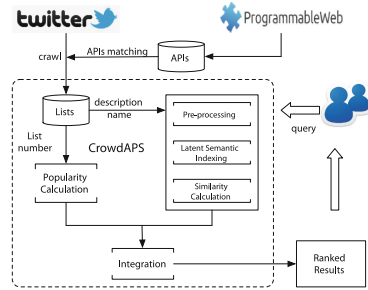 twitter
ProgrammableWeb
crawl
APIs matching
APIs
Lists
description
name
List
number
CrowdAPS
Pre-processing
Latent Semantic
Indexing
Similarity
Calculation
query
Popularity
Calculation
Integration
Ranked
Results